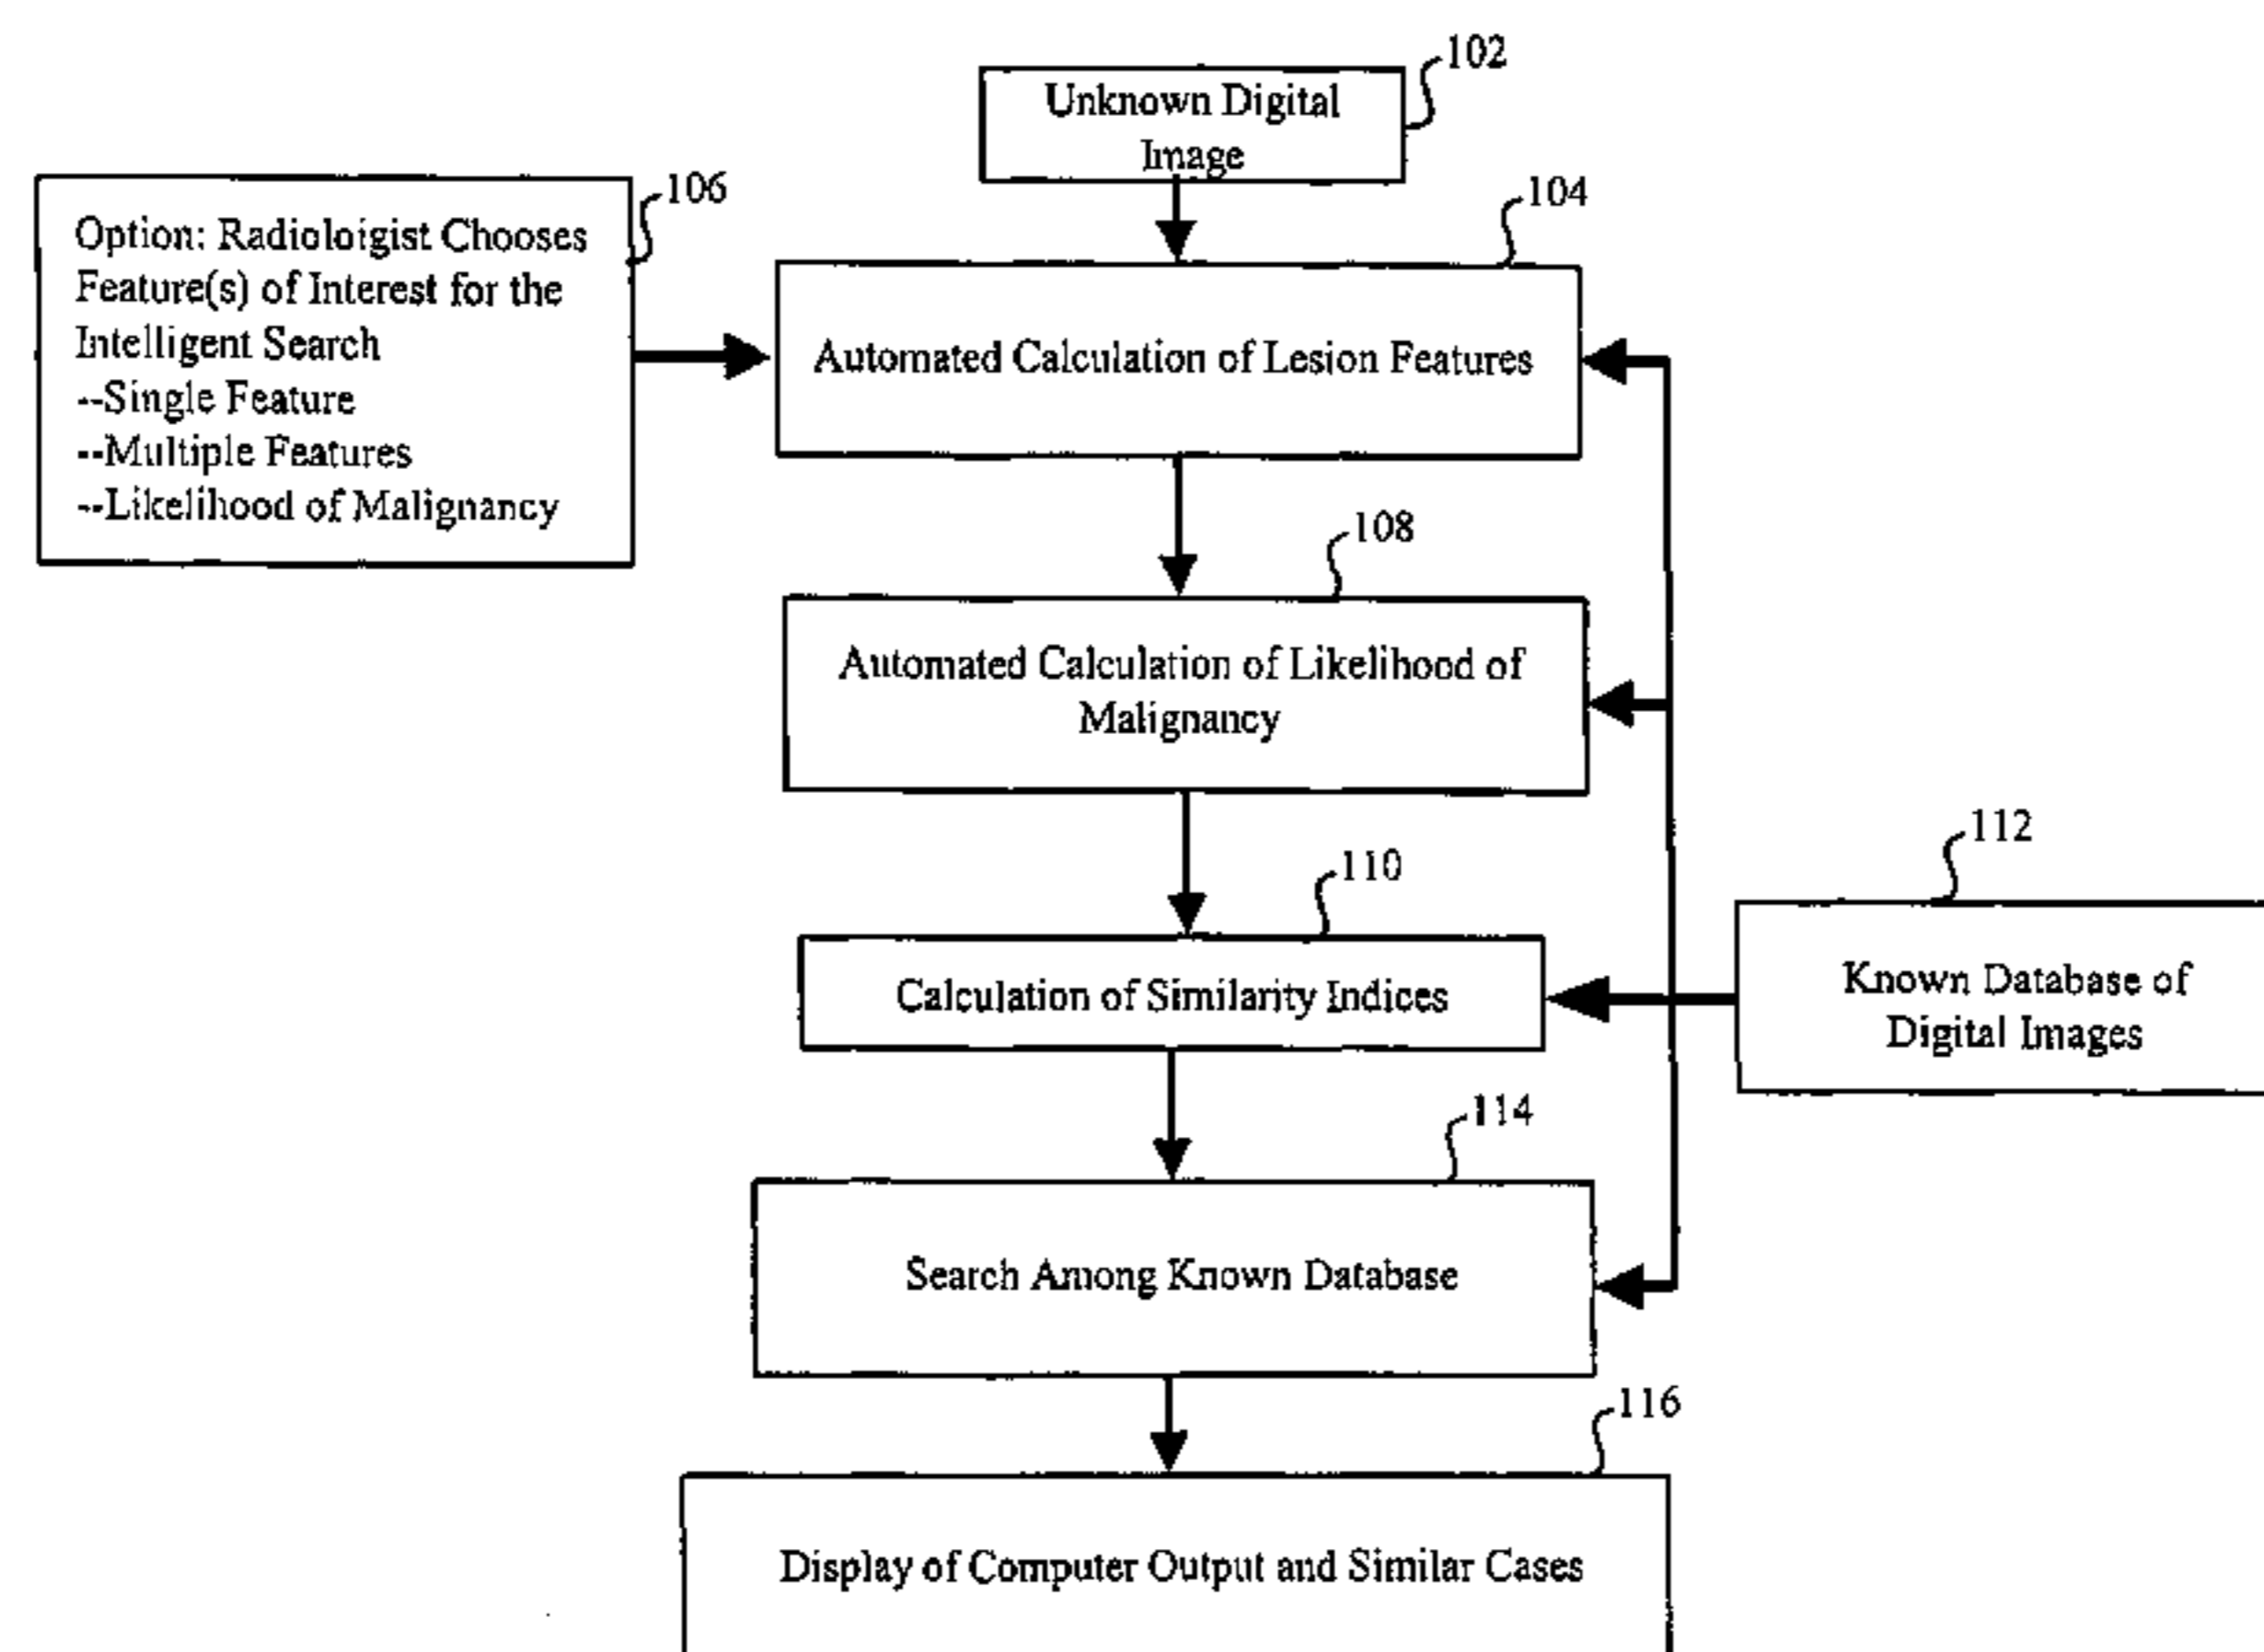 102
Unknown Digital
Image
106
Option: Radioloigist Chooses
Feature(s) of Interest for the
Intelligent Search
--Single Feature
--Multiple Features
--Likelihood of Malignancy
104
Automated Calculation of Lesion Features
108
Automated Calculation of Likelihood of
Malignancy
110
Calculation of Similarity Indices
112
Known Database of
Digital Images
114
Search Among Known Database
116
Display of Computer Output and Similar Cases